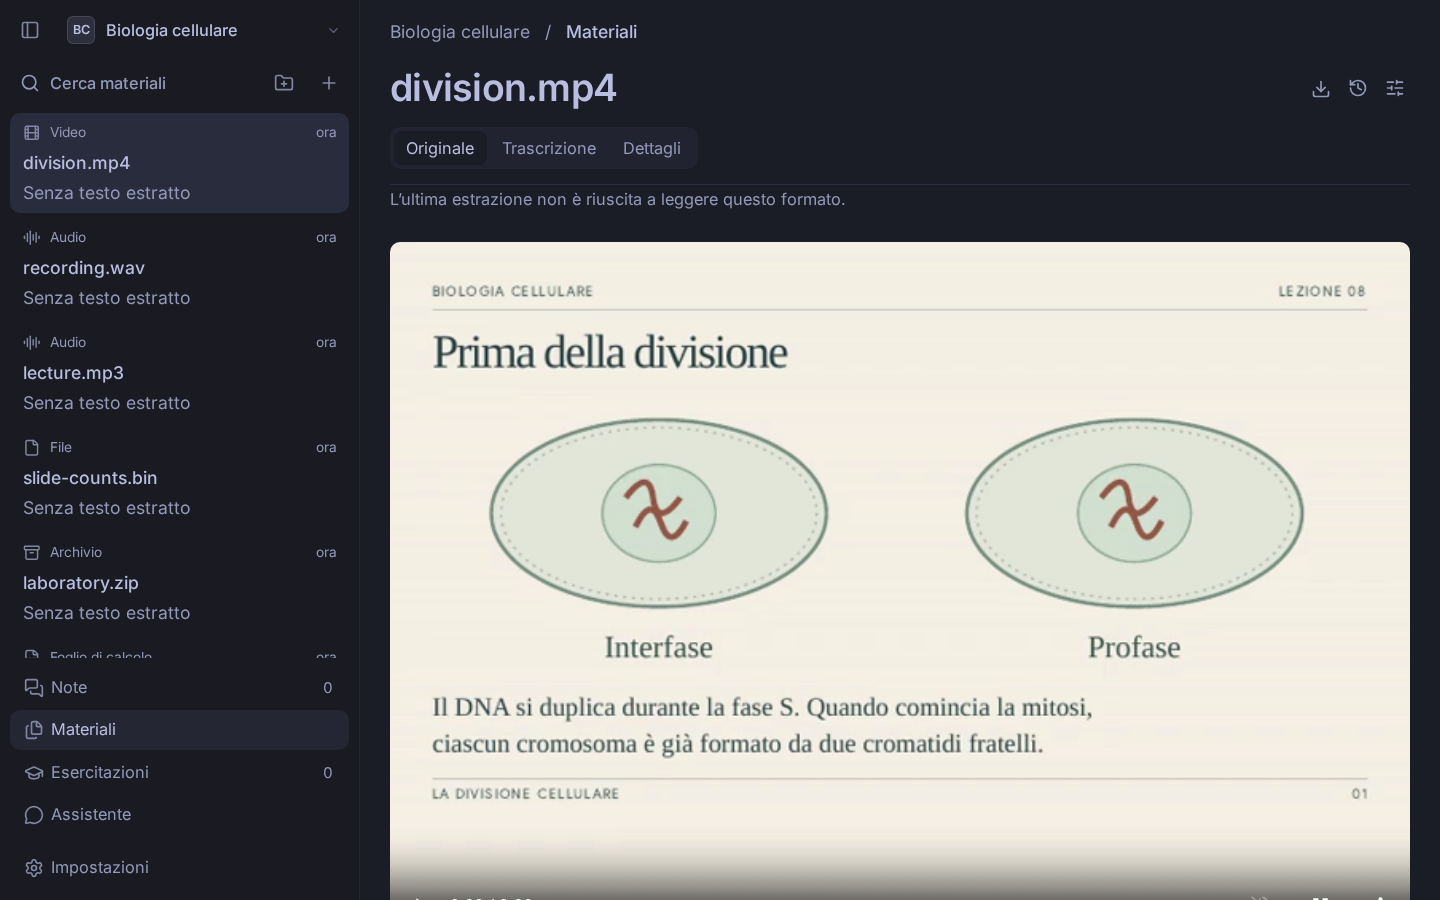 BC Biologia cellulare
Cerca materiali
Video ora
division.mp4
Senza testo estratto
Audio ora
recording.wav
Senza testo estratto
Audio ora
lecture.mp3
Senza testo estratto
File ora
slide-counts.bin
Senza testo estratto
Archivio ora
laboratory.zip
Senza testo estratto
Foglio di calcolo ora
Note 0
Materiali
Esercitazioni 0
Assistente
Impostazioni
Biologia cellulare / Materiali
division.mp4
Originale Trascrizione Dettagli
L'ultima estrazione non è riuscita a leggere questo formato.
BIOLOGIA CELLULARE LEZIONE 08
Prima della divisione
Interfase Profase
Il DNA si duplica durante la fase S. Quando comincia la mitosi,
ciascun cromosoma è già formato da due cromatidi fratelli.
LA DIVISIONE CELLULARE 01